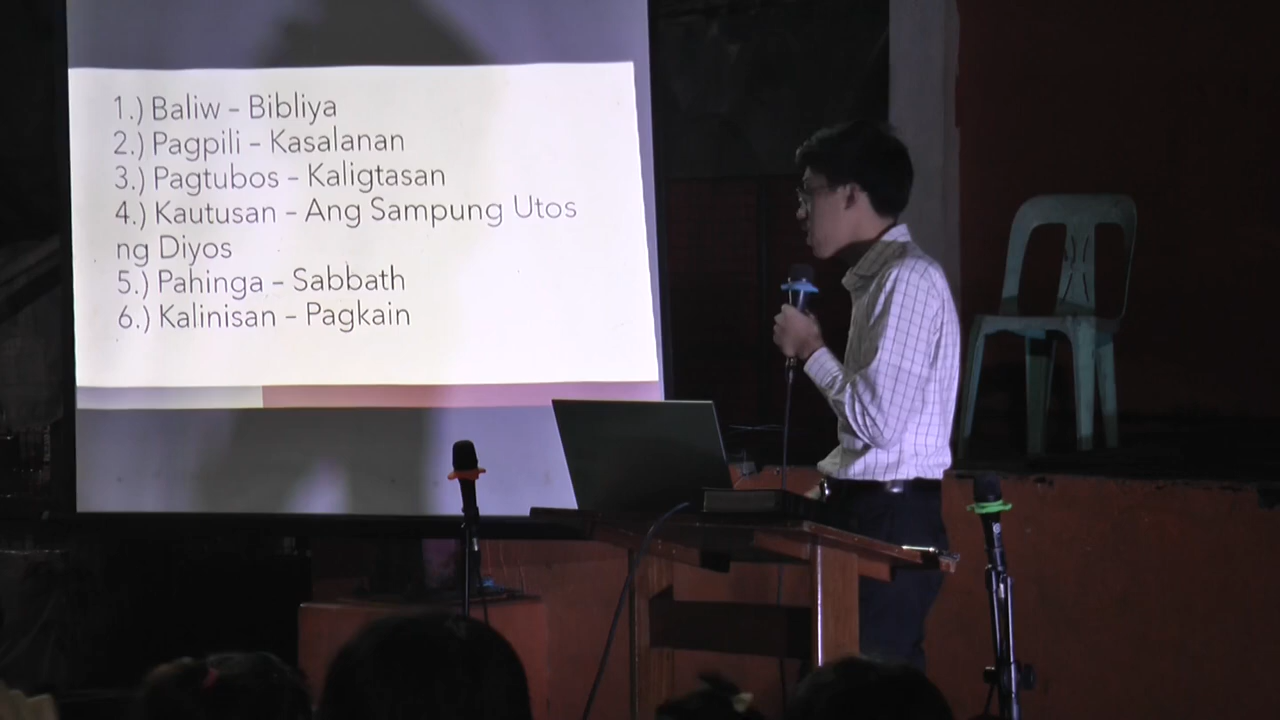 1.) Baliw – Bibliya
2.) Pagpili – Kasalanan
3.) Pagtubos – Kaligtasan
4.) Kautusan – Ang Sampung Utos
ng Diyos
5.) Pahinga – Sabbath
6.) Kalinisan – Pagkain